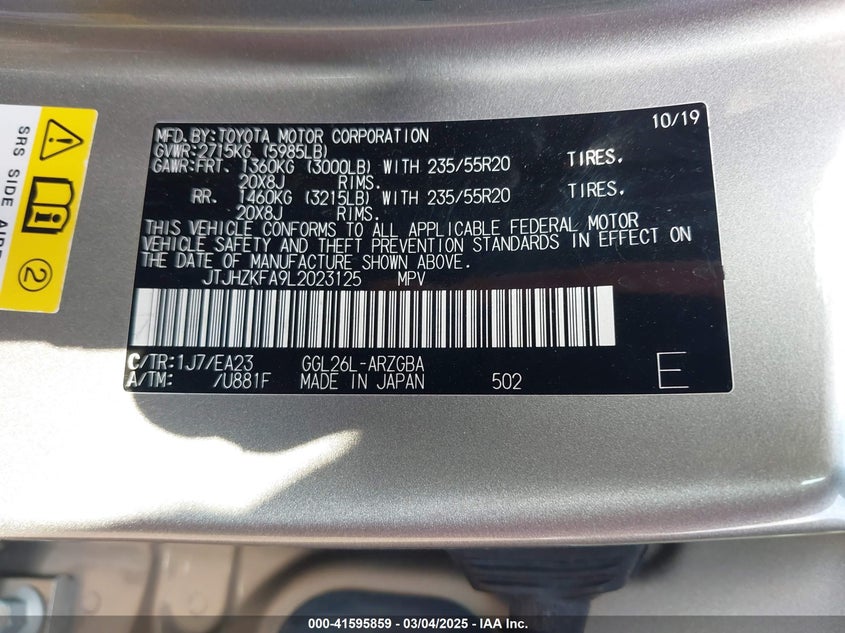 MFD.BY:TOYOTA MOTOR CORPORATION 10/19
GVWR:2715KG (5985LB)
GAWR:FRT. 1360KG (3000LB) WITH 235/55R20 TIRES.
20X8J RIMS.
RR. 1460KG (3215LB) WITH 235/55R20 TIRES.
20X8J RIMS.
THIS VEHICLE CONFORMS TO ALL APPLICABLE FEDERAL MOTOR
VEHICLE SAFETY AND THEFT PREVENTION STANDARDS IN EFFECT ON
THE DATE OF MANUFACTURE SHOWN ABOVE.
JTJHZKFA9L2023125 MPV
C/TR:1J7/EA23 GGL26L-ARZGBA
A/TM: /U881F MADE IN JAPAN 502 E
SRS SIDE
2
000-41595859 - 03/04/2025 - IAA Inc.